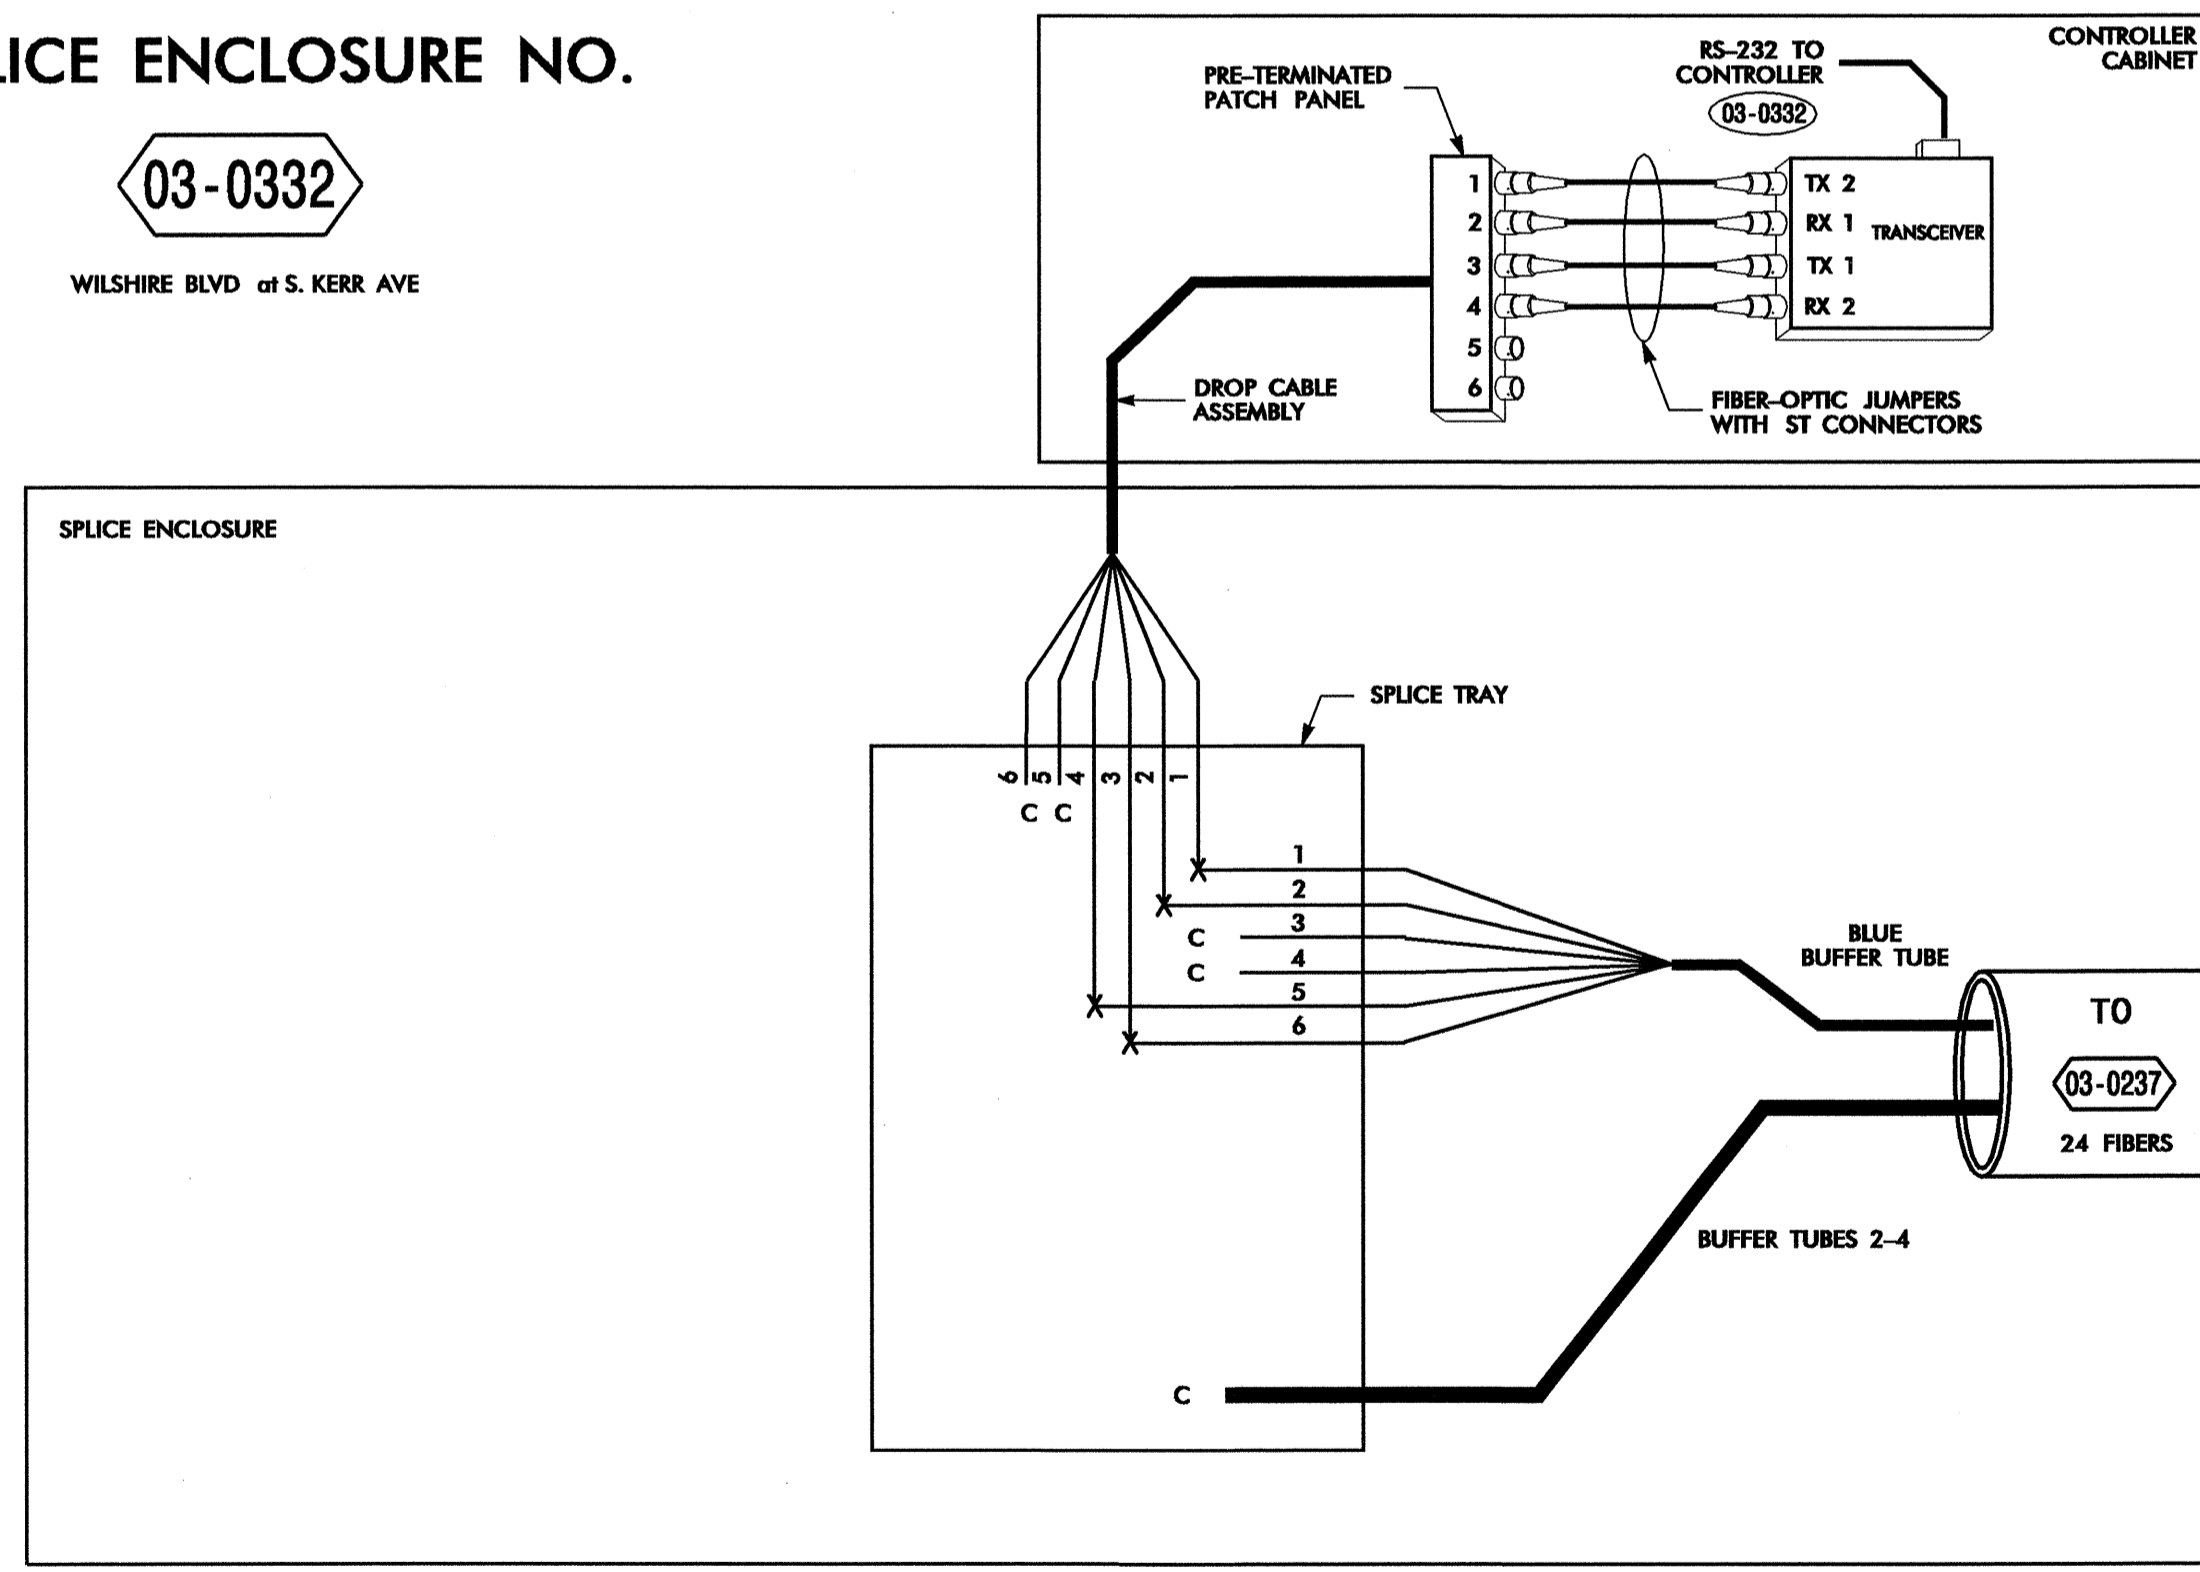 ENCLOSURE NO.
03-0332
WILSHIRE BLVD at S. KERR AVE
CONTROLLER
CABINET
RS-232 TO
CONTROLLER
03-0332
PRE-TERMINATED
PATCH PANEL
1
2
3
4
5
6
TX 2
RX 1
TX 1
RX 2
TRANSCEIVER
DROP CABLE
ASSEMBLY
FIBER-OPTIC JUMPERS
WITH ST CONNECTORS
SPLICE ENCLOSURE
SPLICE TRAY
6 5 4 3 2 1
C C
1
2
3
C
4
C
5
6
BLUE
BUFFER TUBE
TO
03-0237
24 FIBERS
BUFFER TUBES 2-4
C